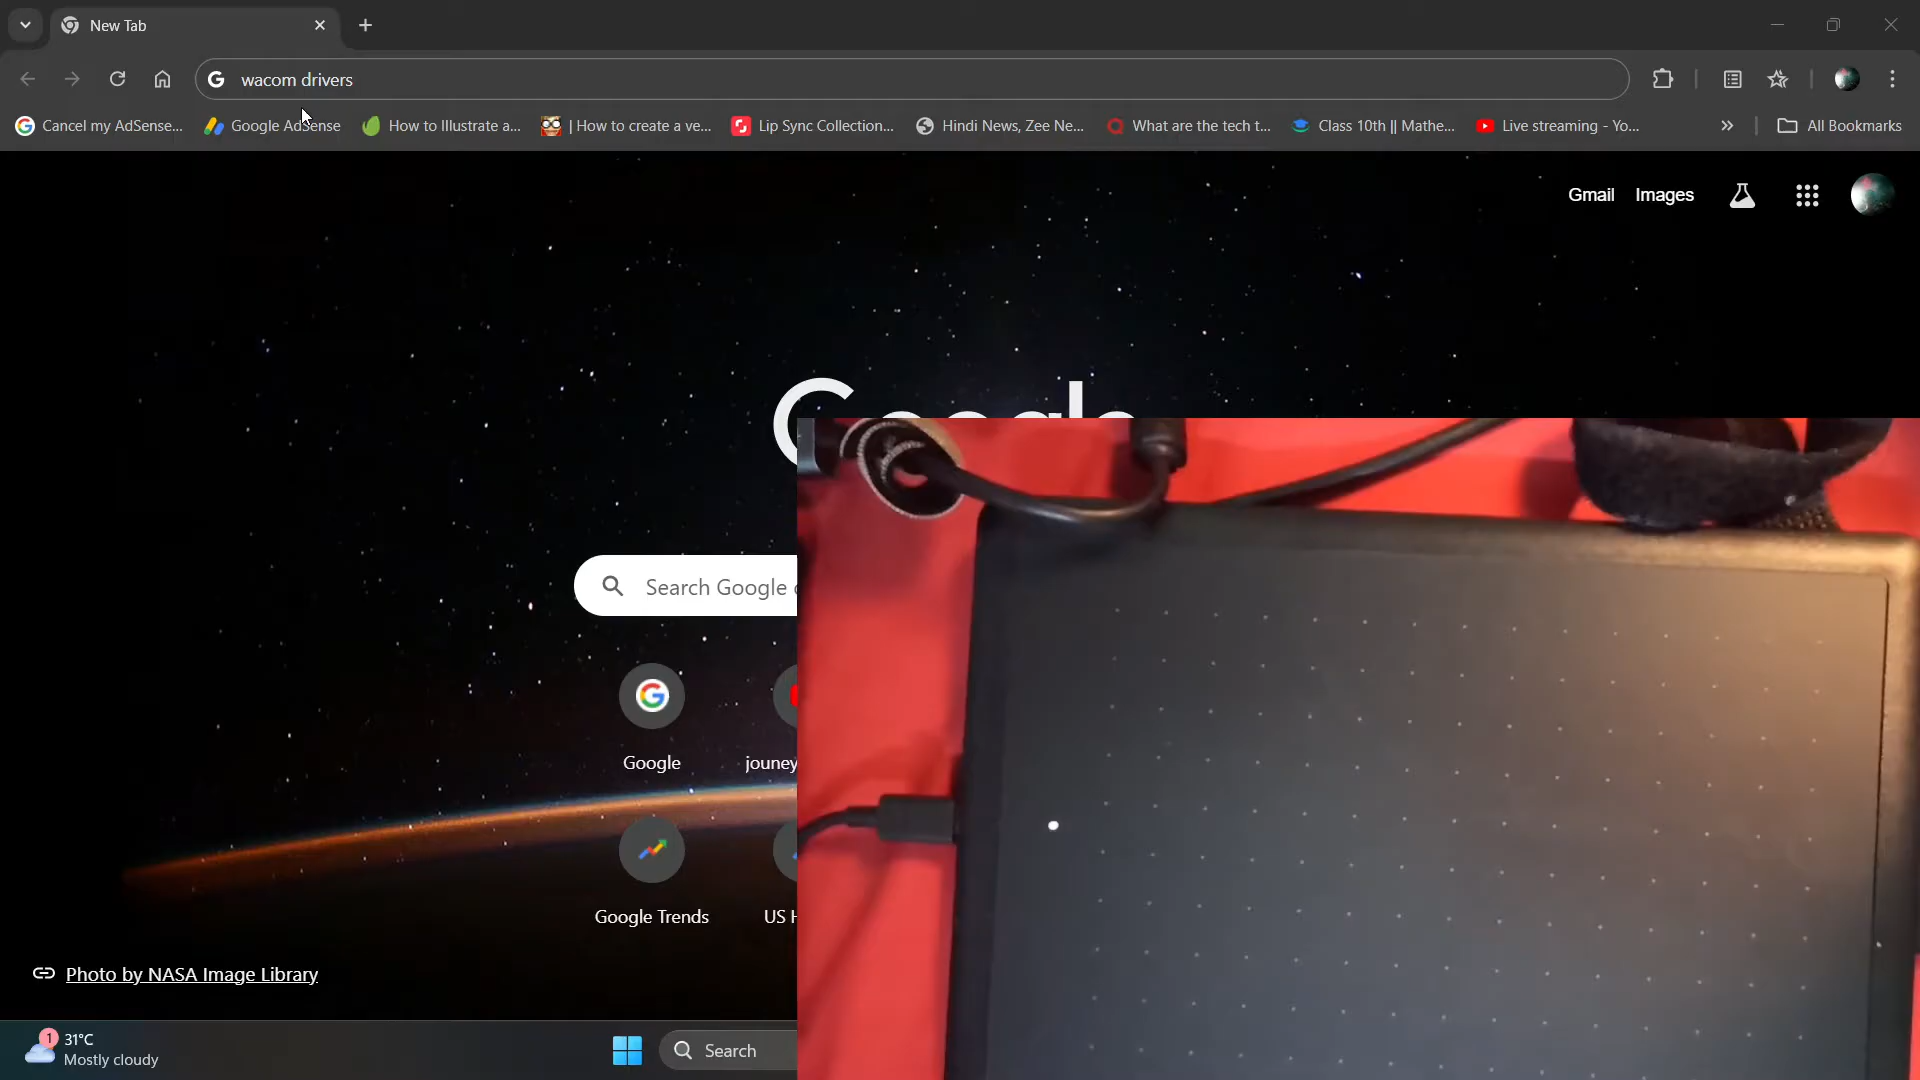 New Tab
wacom drivers
Cancel my AdSense...
Google AdSense
How to Illustrate a...
| How to create a ve...
Lip Sync Collection...
Hindi News, Zee Ne...
What are the tech t...
Class 10th || Mathe...
Live streaming - Yo...
All Bookmarks
Gmail
Images
Search Google
Google
jouney
Google Trends
US
Photo by NASA Image Library
1
31°C
Mostly cloudy
Search